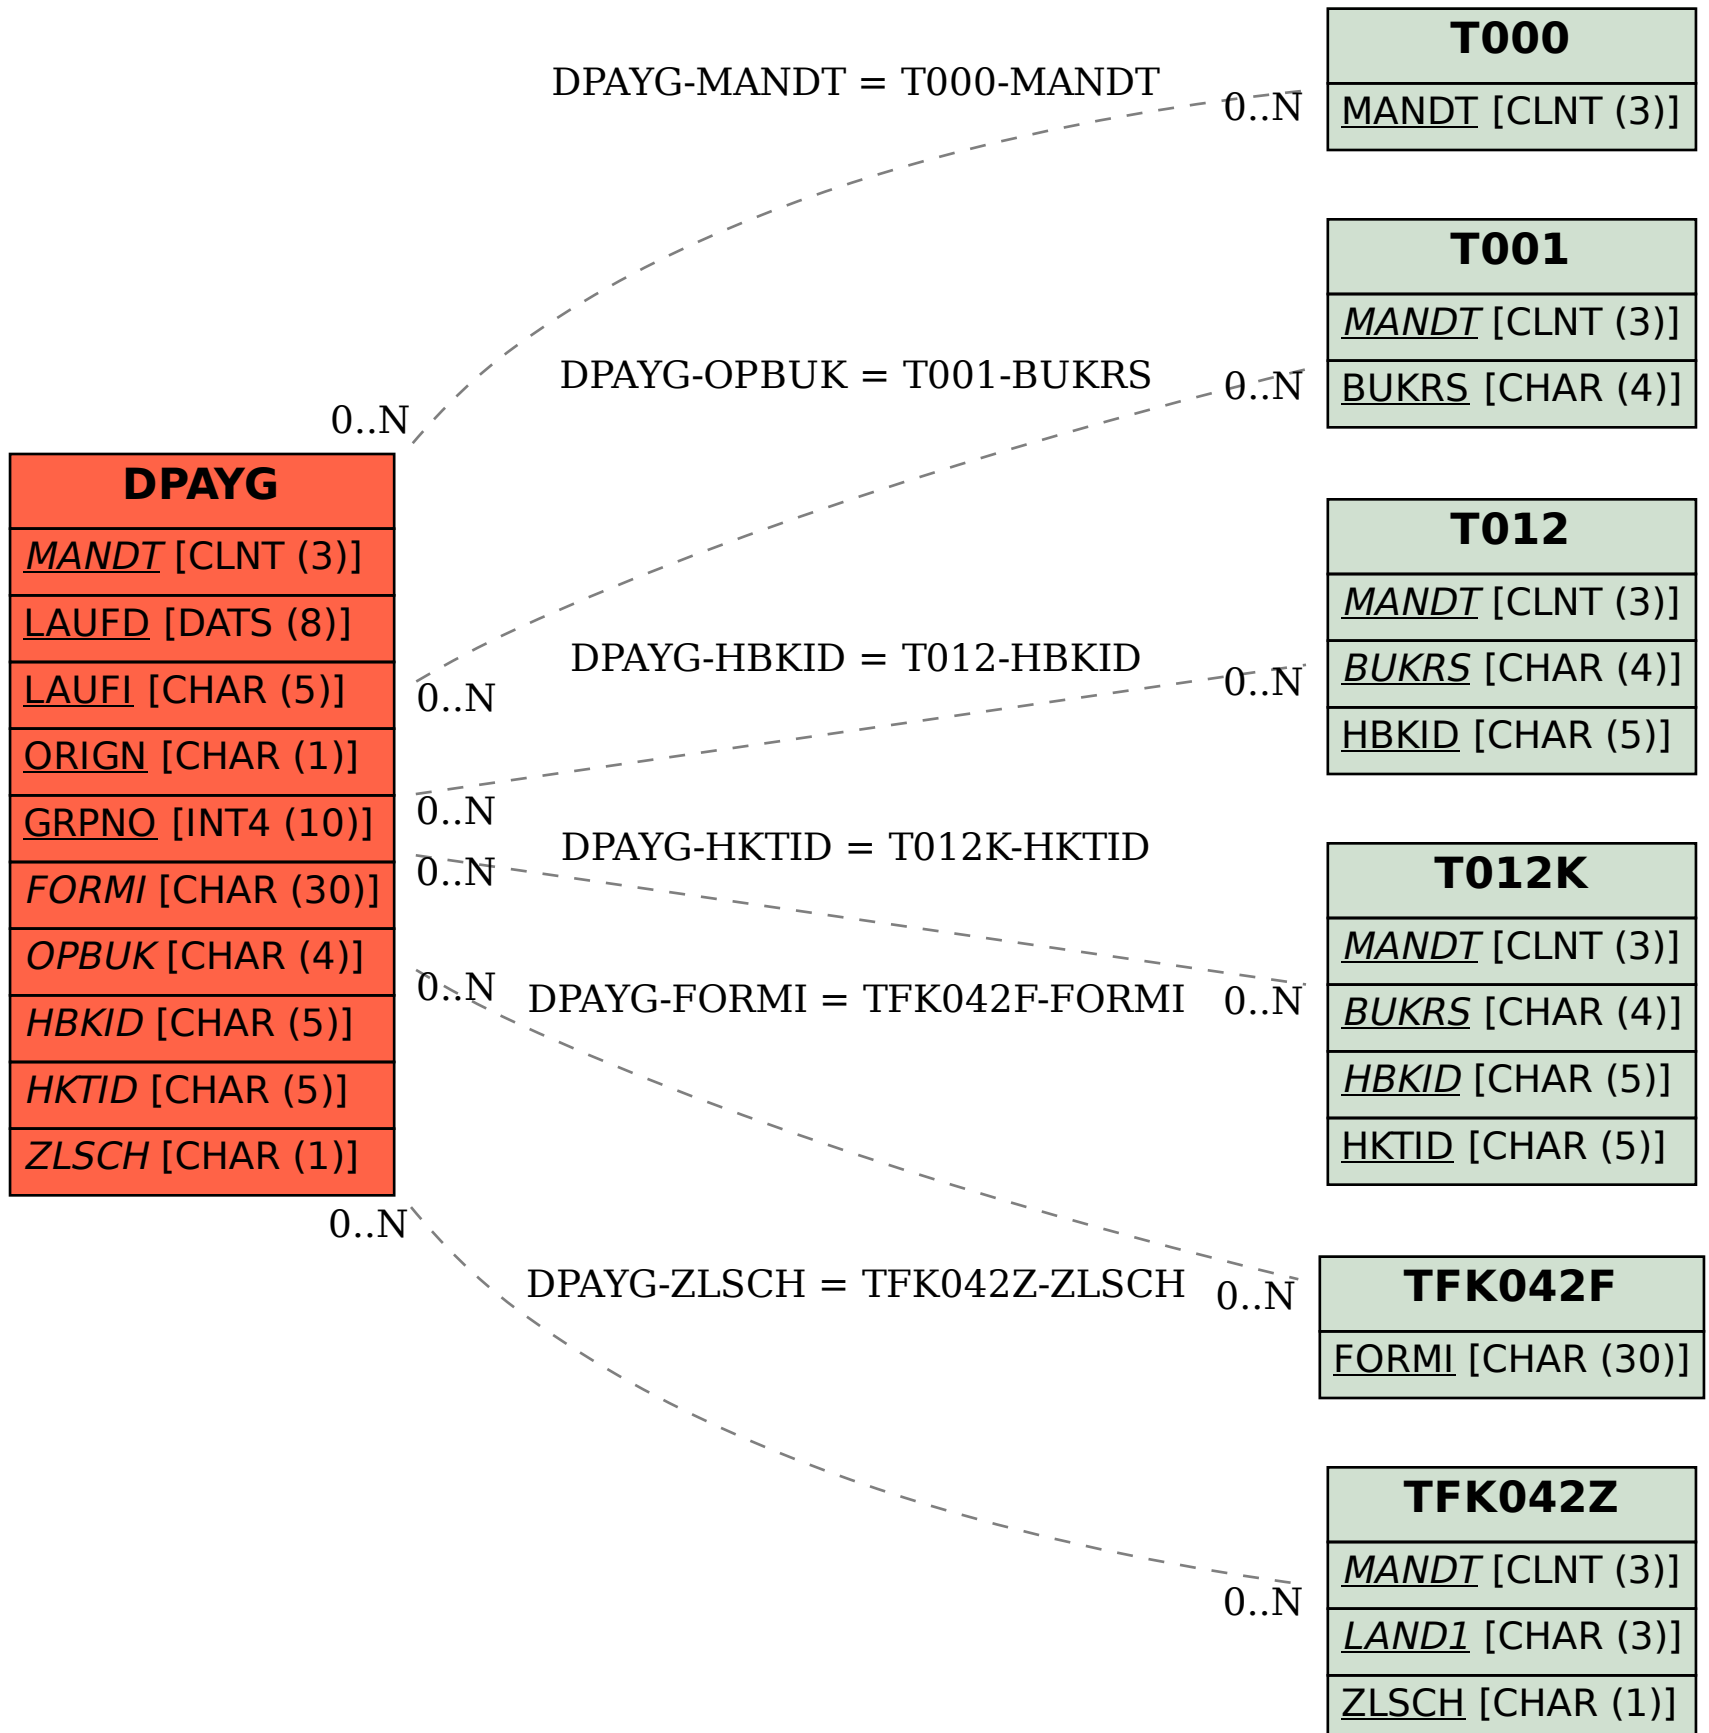 T000
MANDT [CLNT (3)]
DPAYG-MANDT = T000-MANDT
0..N
0..N
T001
MANDT [CLNT (3)]
BUKRS [CHAR (4)]
DPAYG-OPBUK = T001-BUKRS
0..N
0..N
DPAYG
MANDT [CLNT (3)]
LAUFD [DATS (8)]
LAUFI [CHAR (5)]
ORIGN [CHAR (1)]
GRPNO [INT4 (10)]
FORMI [CHAR (30)]
OPBUK [CHAR (4)]
HBKID [CHAR (5)]
HKTID [CHAR (5)]
ZLSCH [CHAR (1)]
T012
MANDT [CLNT (3)]
BUKRS [CHAR (4)]
HBKID [CHAR (5)]
DPAYG-HBKID = T012-HBKID
0..N
0..N
DPAYG-HKTID = T012K-HKTID
0..N
0..N
T012K
MANDT [CLNT (3)]
BUKRS [CHAR (4)]
HBKID [CHAR (5)]
HKTID [CHAR (5)]
DPAYG-FORMI = TFK042F-FORMI
0..N
0..N
TFK042F
FORMI [CHAR (30)]
DPAYG-ZLSCH = TFK042Z-ZLSCH
0..N
0..N
TFK042Z
MANDT [CLNT (3)]
LAND1 [CHAR (3)]
ZLSCH [CHAR (1)]